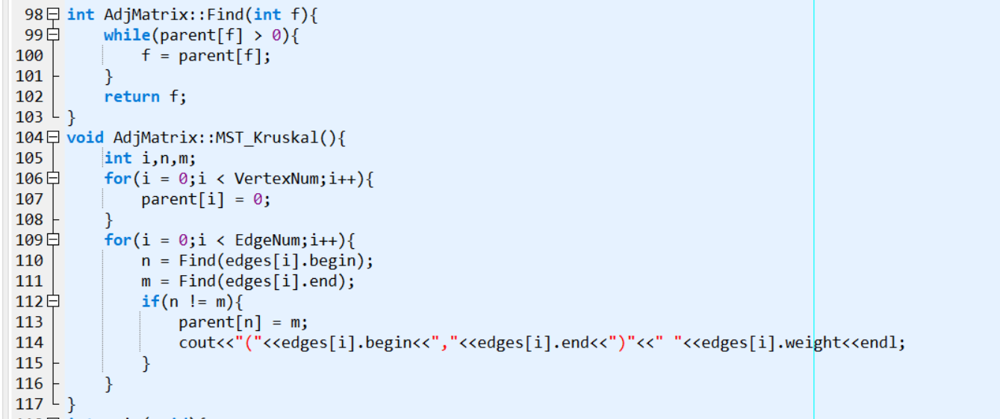 98 int AdjMatrix::Find(int f){
99     while(parent[f] > 0){
100         f = parent[f];
101     }
102     return f;
103 }
104 void AdjMatrix::MST_Kruskal(){
105     int i,n,m;
106     for(i = 0;i < VertexNum;i++){
107         parent[i] = 0;
108     }
109     for(i = 0;i < EdgeNum;i++){
110         n = Find(edges[i].begin);
111         m = Find(edges[i].end);
112         if(n != m){
113             parent[n] = m;
114             cout<<"("<<edges[i].begin<<","<<edges[i].end<<")"<<" "<<edges[i].weight<<endl;
115         }
116     }
117 }